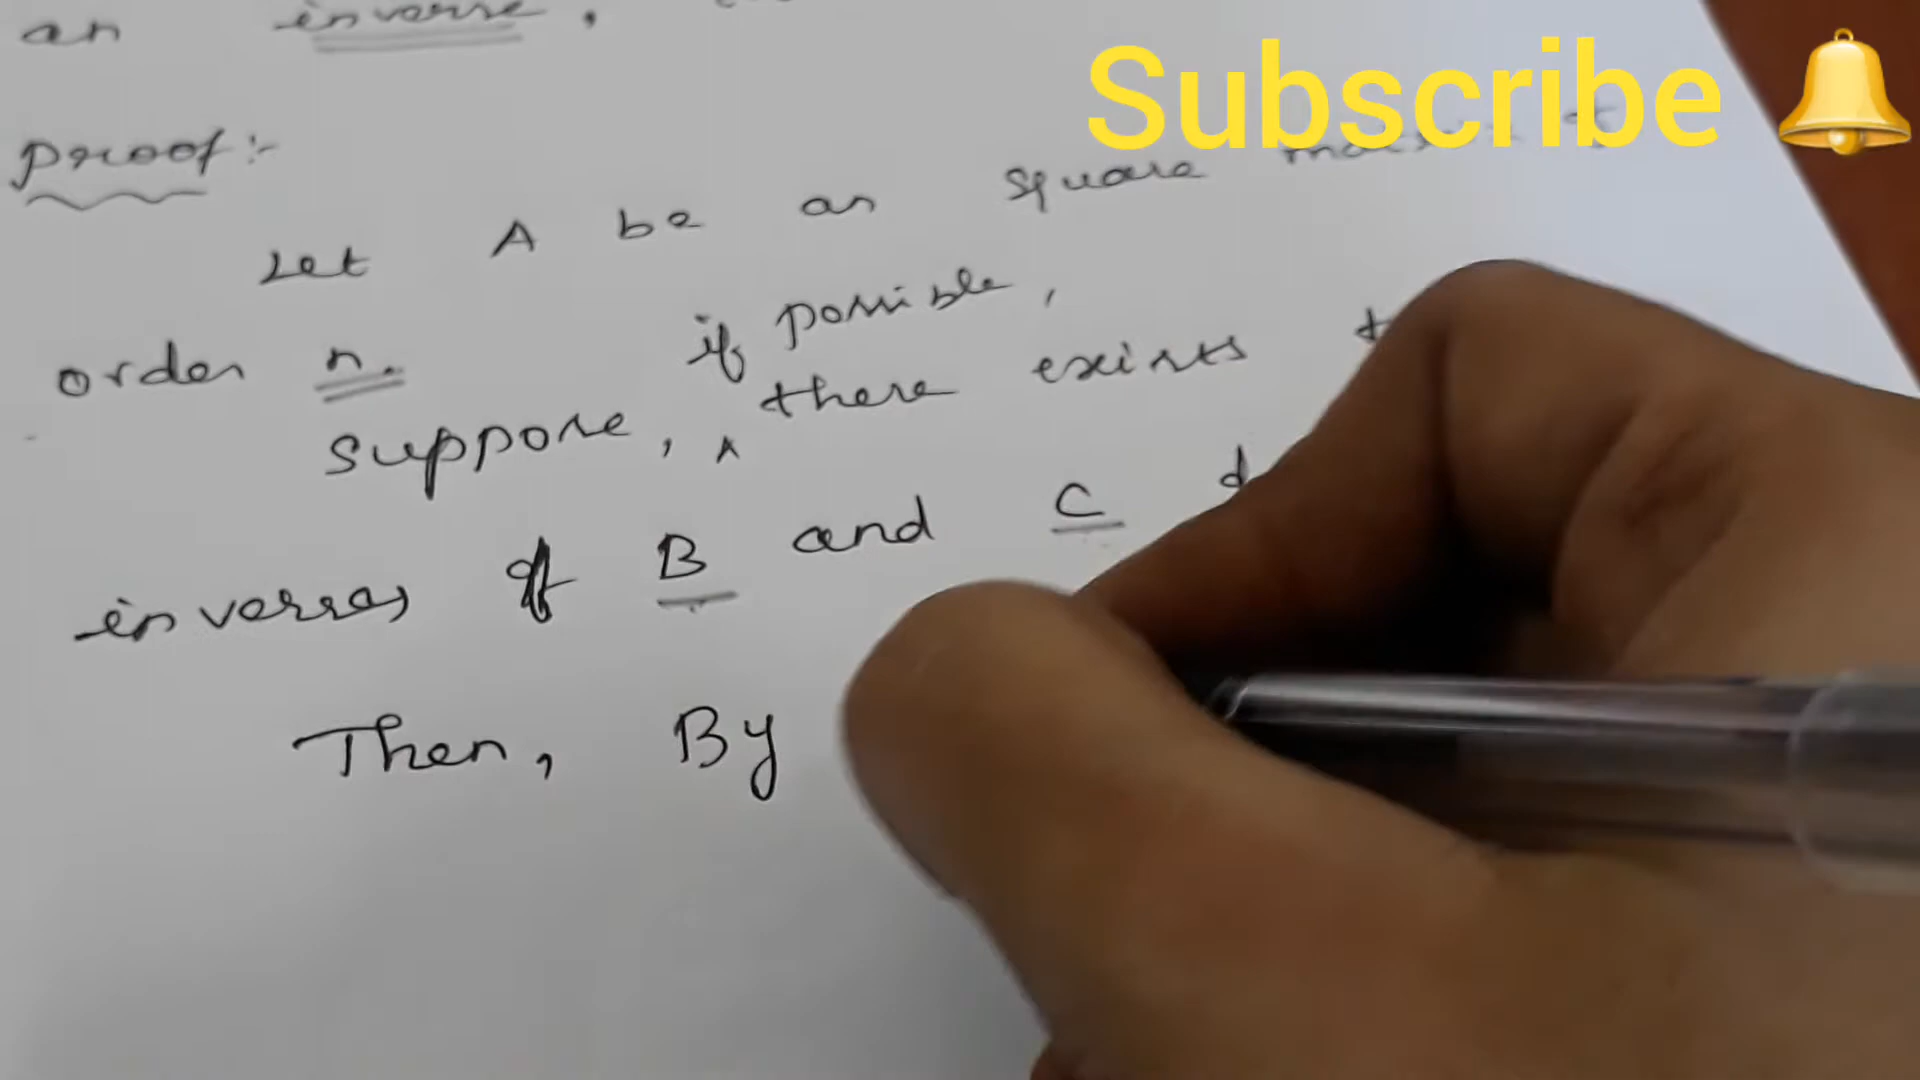 an inverse,
Subscribe
proof:-
Let A be an square
order n.
if possible,
suppose, ^ there exists
inverses of B and C
Then, By